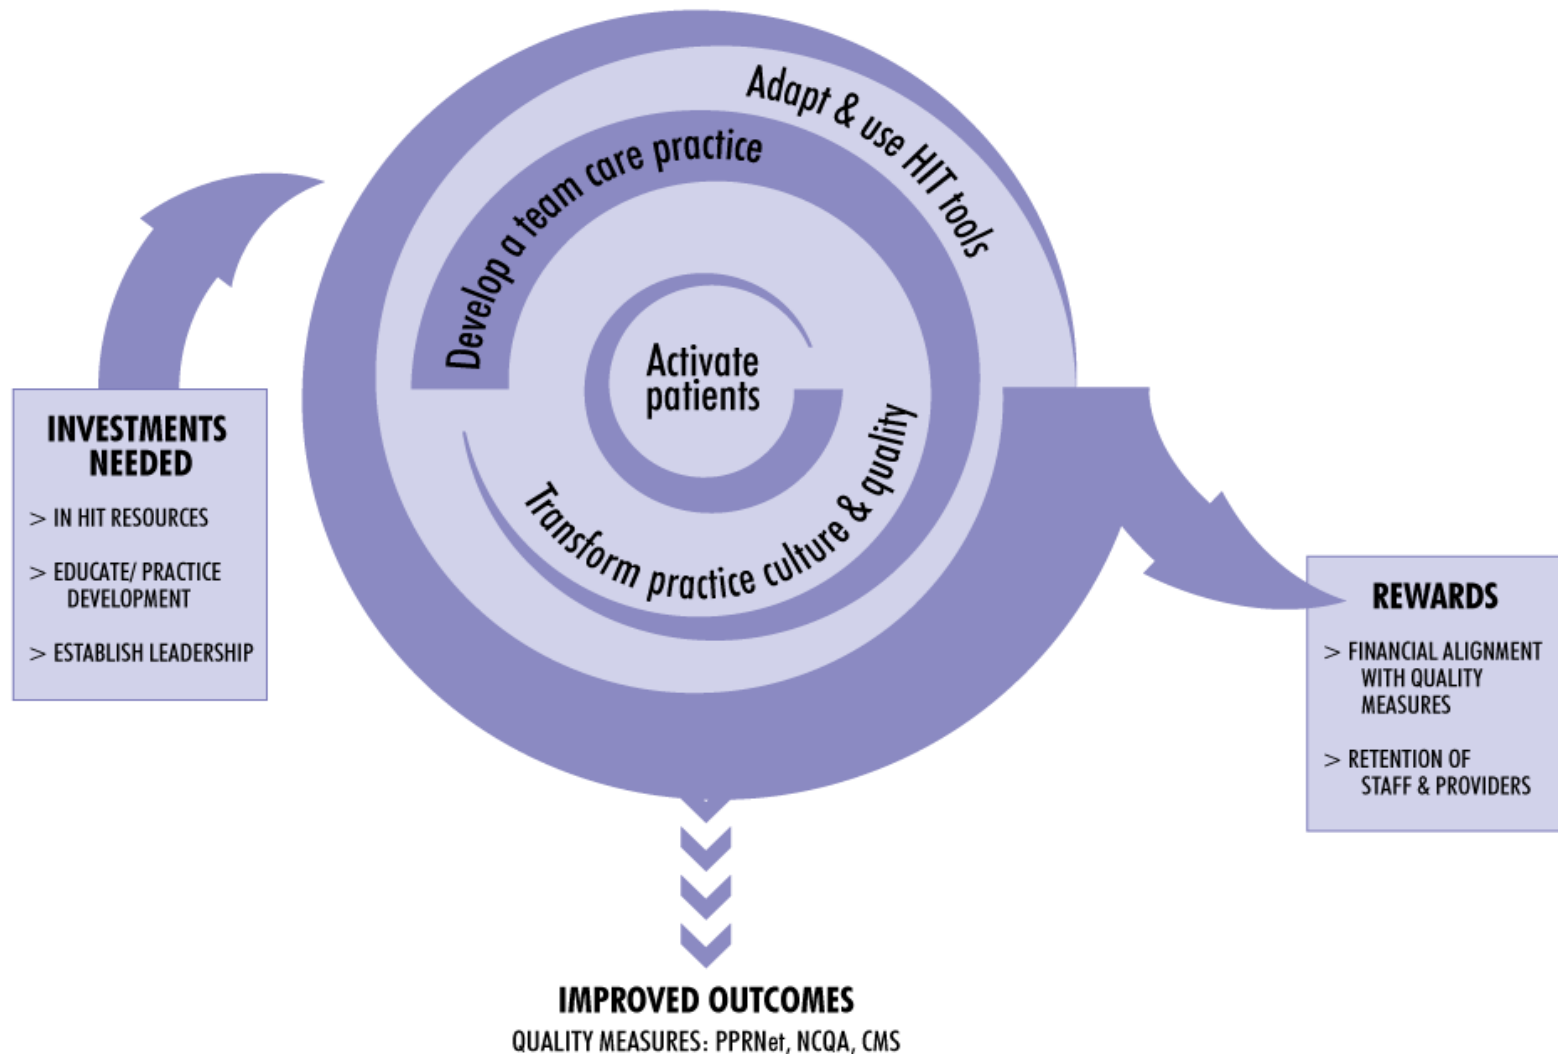 Adapt & use HIT tools
Develop a team care practice
Activate
patients
Transform practice culture & quality
INVESTMENTS
NEEDED
> IN HIT RESOURCES
> EDUCATE/ PRACTICE
DEVELOPMENT
> ESTABLISH LEADERSHIP
REWARDS
> FINANCIAL ALIGNMENT
WITH QUALITY
MEASURES
> RETENTION OF
STAFF & PROVIDERS
IMPROVED OUTCOMES
QUALITY MEASURES: PPRNet, NCQA, CMS